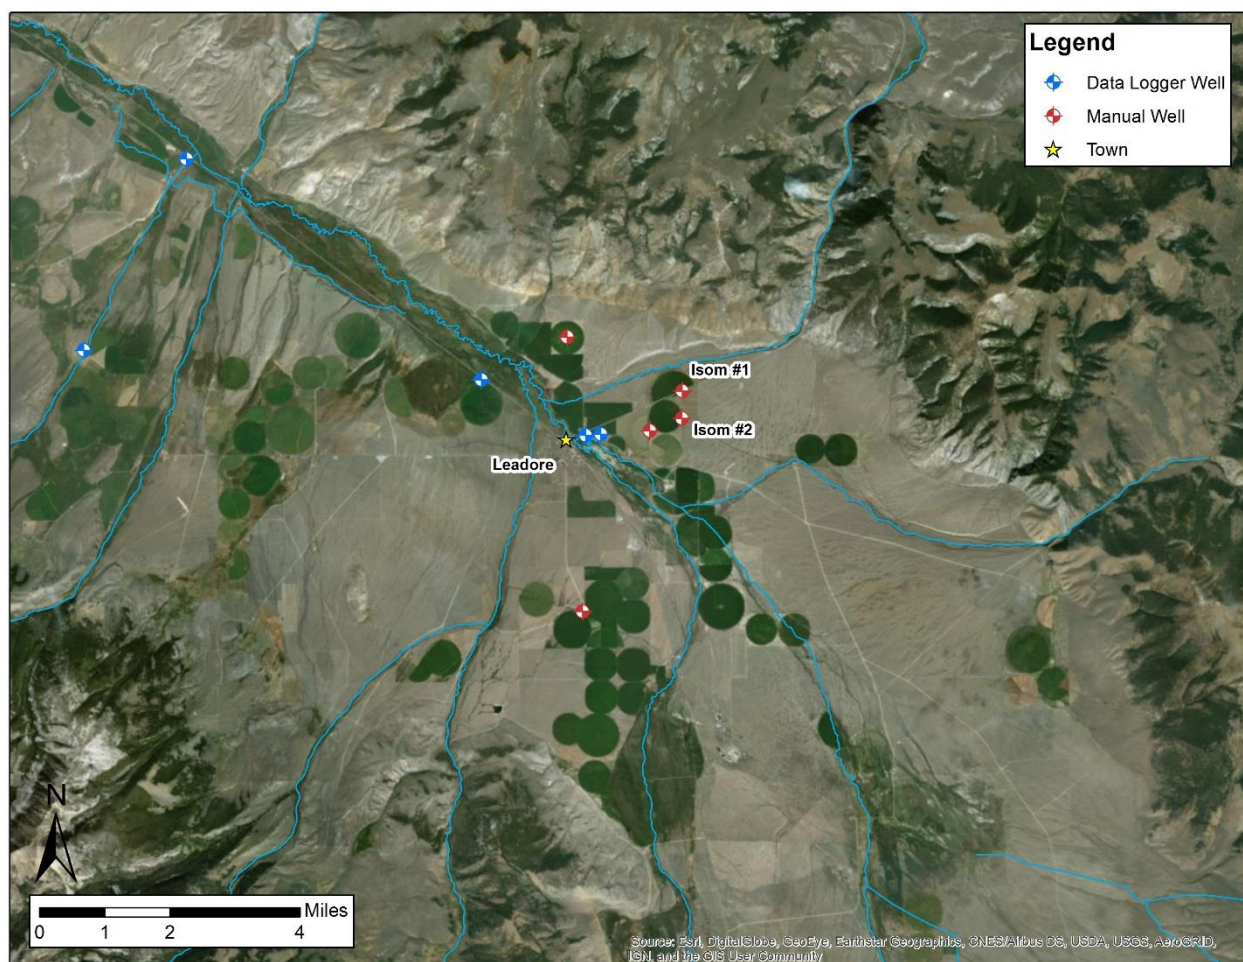 Legend
Data Logger Well
Manual Well
Town
Isom #1
Isom #2
Leadore
N
Miles
0 1 2 4
Source: Esri, DigitalGlobe, GeoEye, Earthstar Geographics, CNES/Airbus DS, USDA, USGS, AeroGRID,
IGN, and the GIS User Community